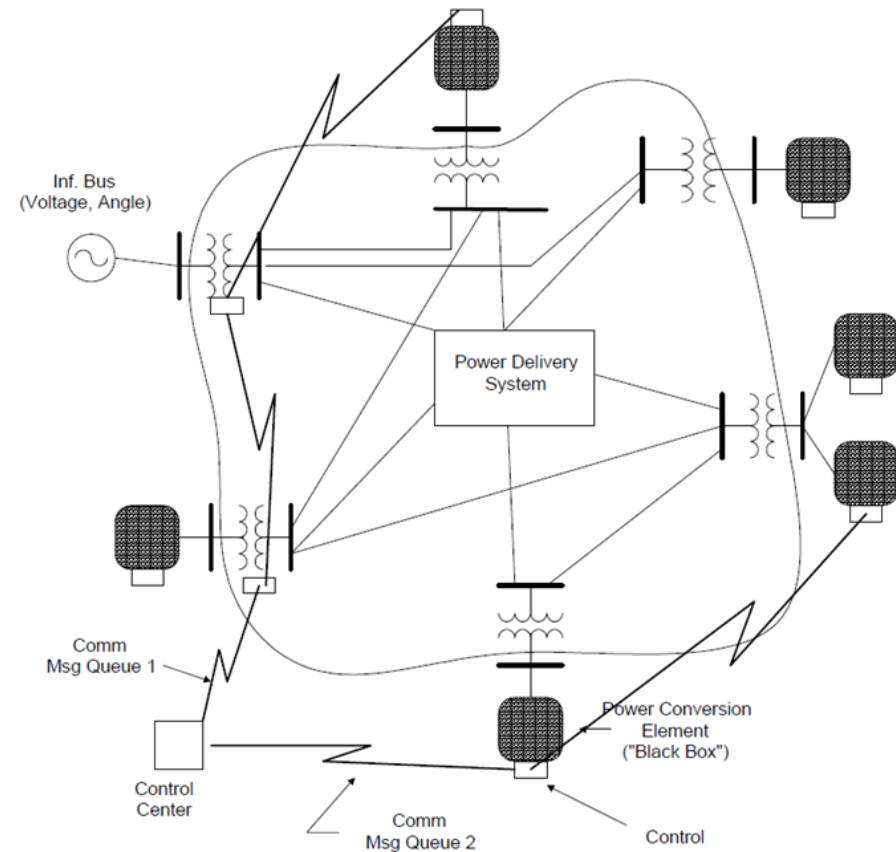 Inf. Bus
(Voltage, Angle)
Power Delivery
System
Comm
Msg Queue 1
Power Conversion
Element
("Black Box")
Control
Center
Comm
Msg Queue 2
Control